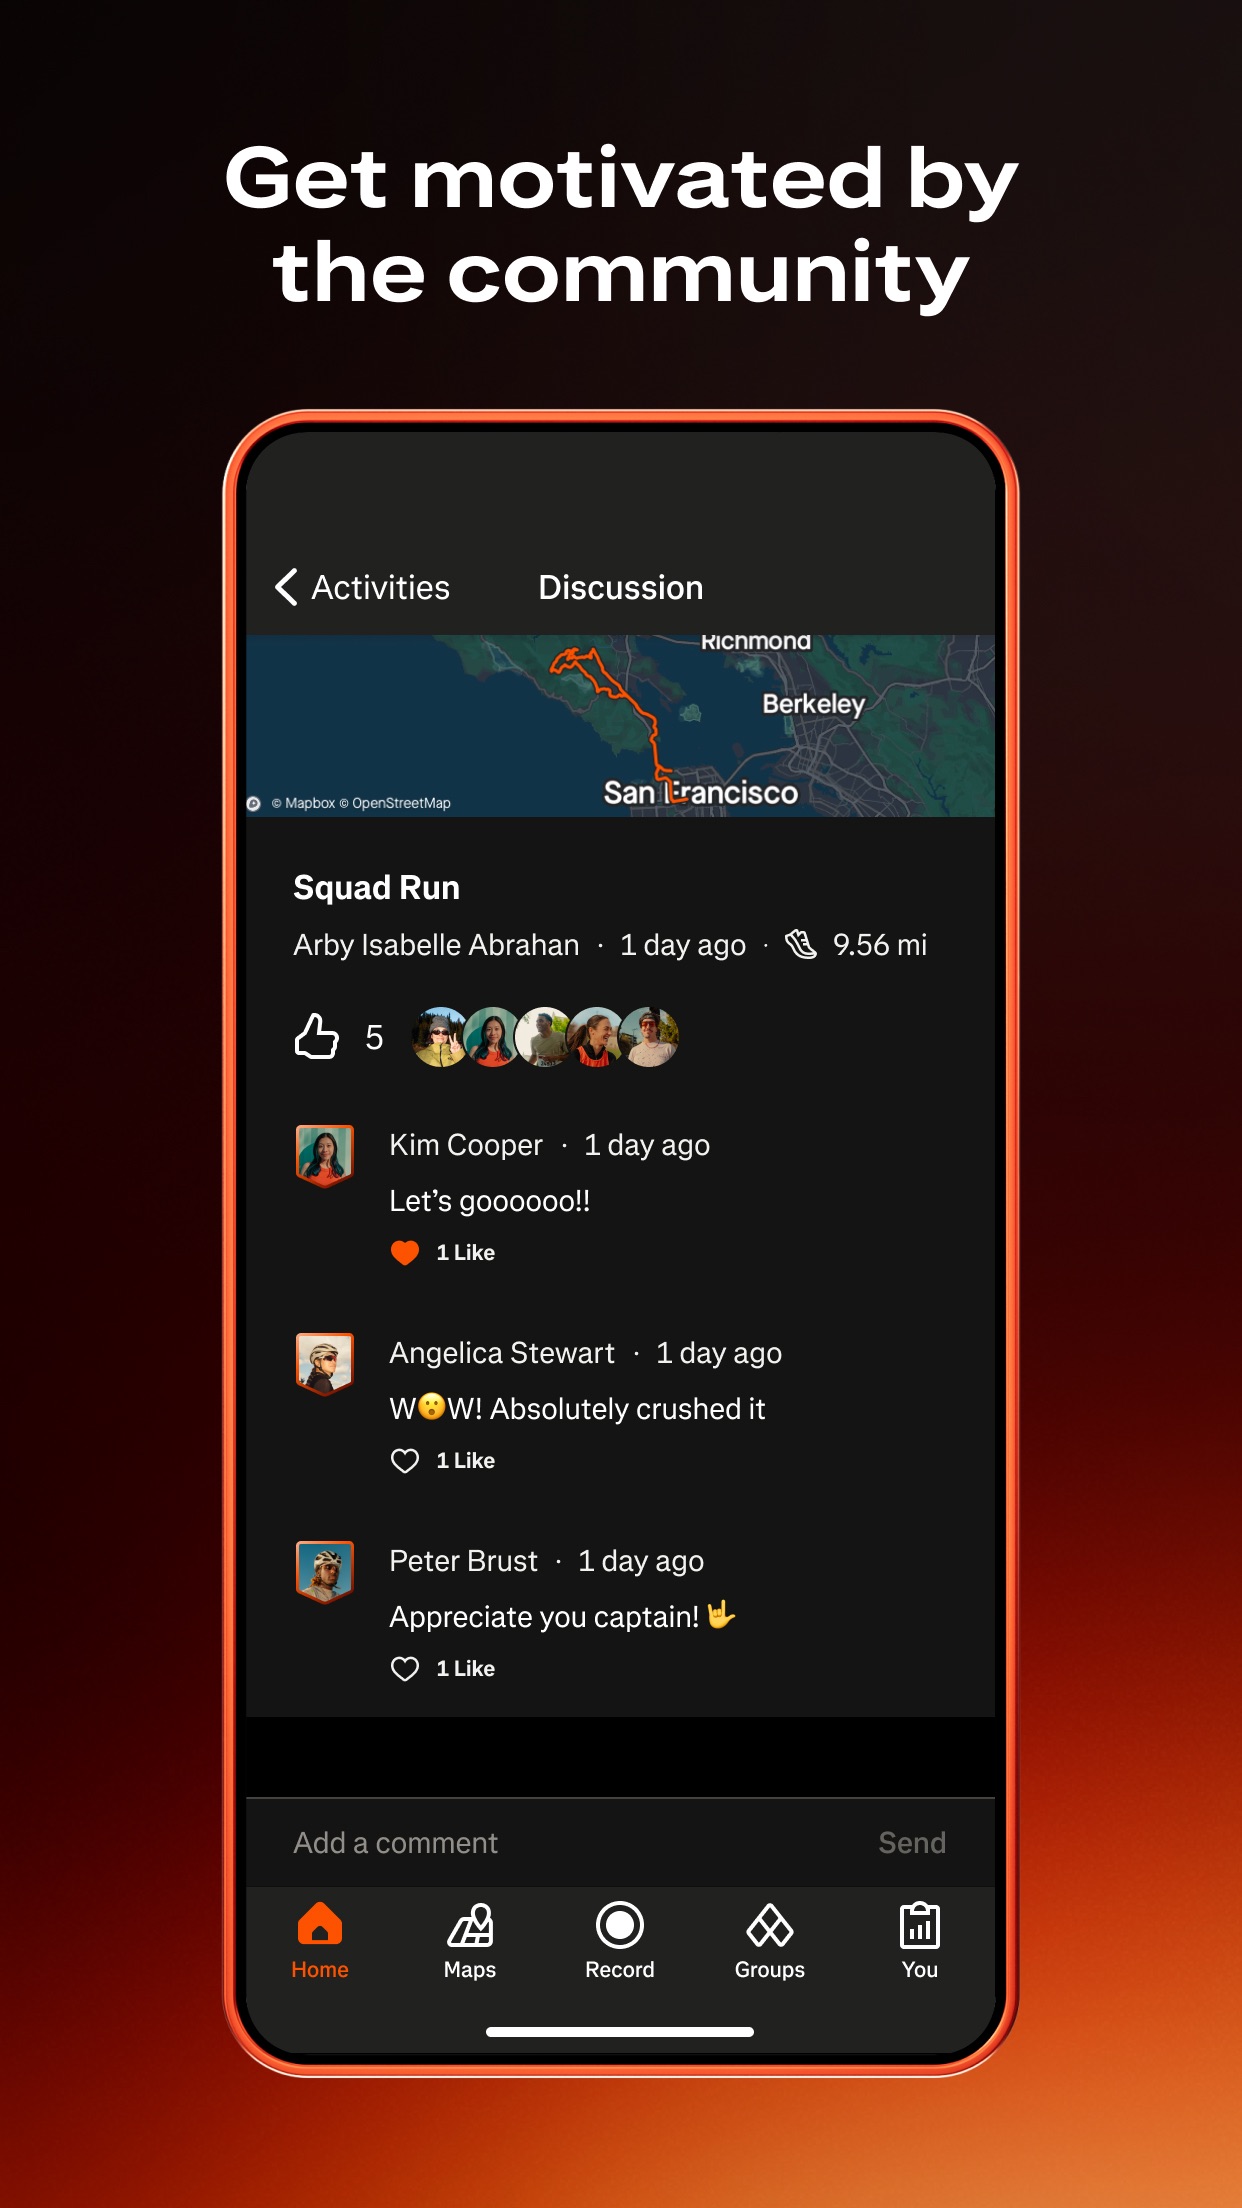 Get motivated by
the community
Activities
Discussion
Richmond
Berkeley
San Francisco
© Mapbox © OpenStreetMap
Squad Run
Arby Isabelle Abrahan · 1 day ago · 9.56 mi
5
Kim Cooper · 1 day ago
Let’s goooooo!!
1 Like
Angelica Stewart · 1 day ago
W😮W! Absolutely crushed it
1 Like
Peter Brust · 1 day ago
Appreciate you captain! 🤟
1 Like
Add a comment
Send
Home
Maps
Record
Groups
You